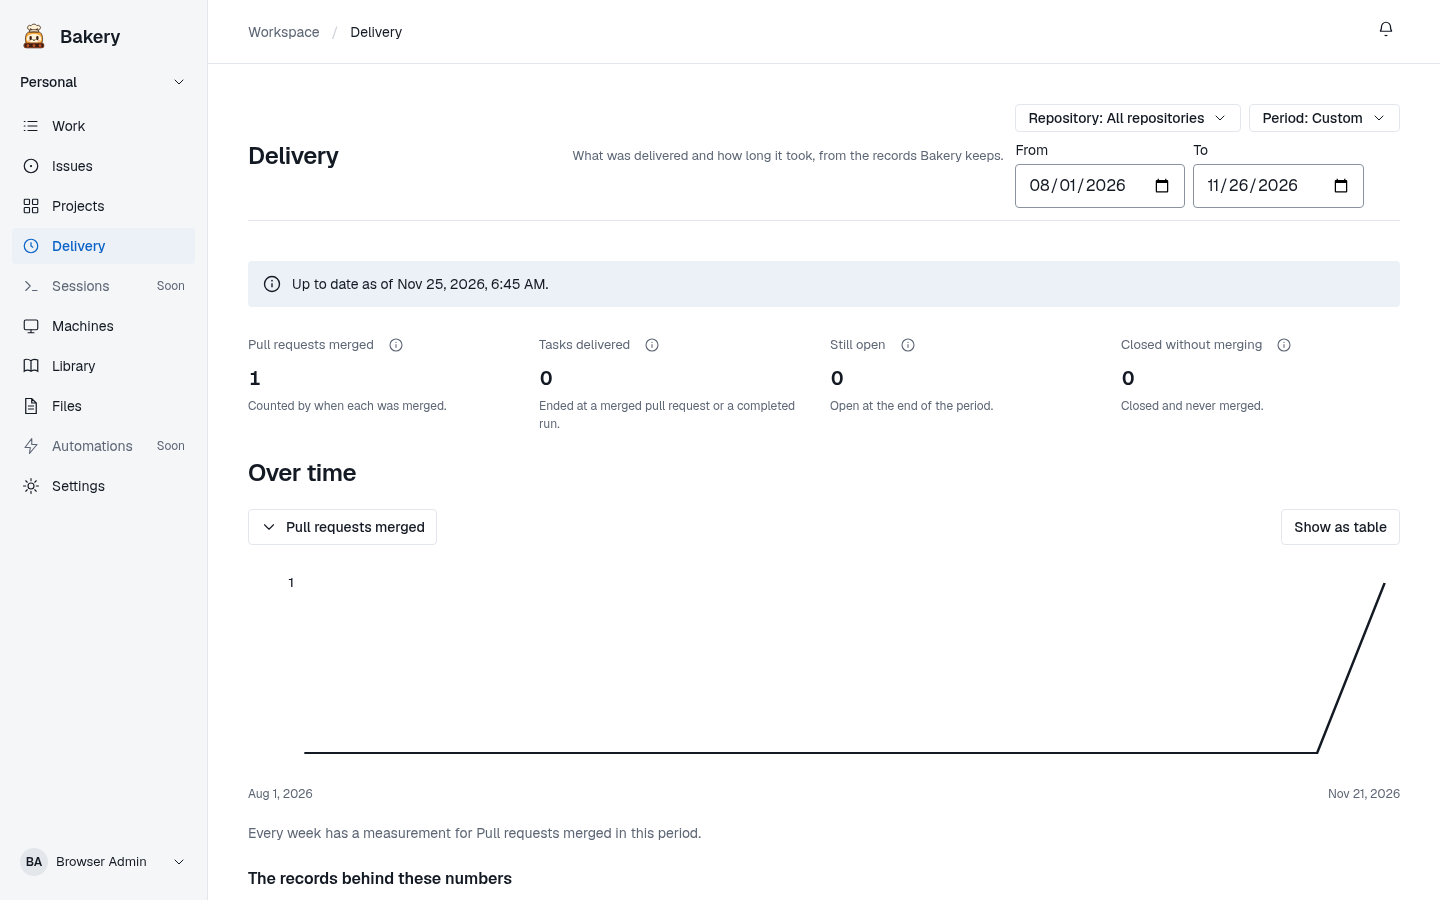 Bakery
Personal
Work
Issues
Projects
Delivery
Sessions Soon
Machines
Library
Files
Automations Soon
Settings
BA Browser Admin
Workspace / Delivery
Repository: All repositories
Period: Custom
Delivery
What was delivered and how long it took, from the records Bakery keeps.
From
To
08/01/2026
11/26/2026
Up to date as of Nov 25, 2026, 6:45 AM.
Pull requests merged
1
Counted by when each was merged.
Tasks delivered
0
Ended at a merged pull request or a completed
run.
Still open
0
Open at the end of the period.
Closed without merging
0
Closed and never merged.
Over time
Pull requests merged
Show as table
1
Aug 1, 2026
Nov 21, 2026
Every week has a measurement for Pull requests merged in this period.
The records behind these numbers